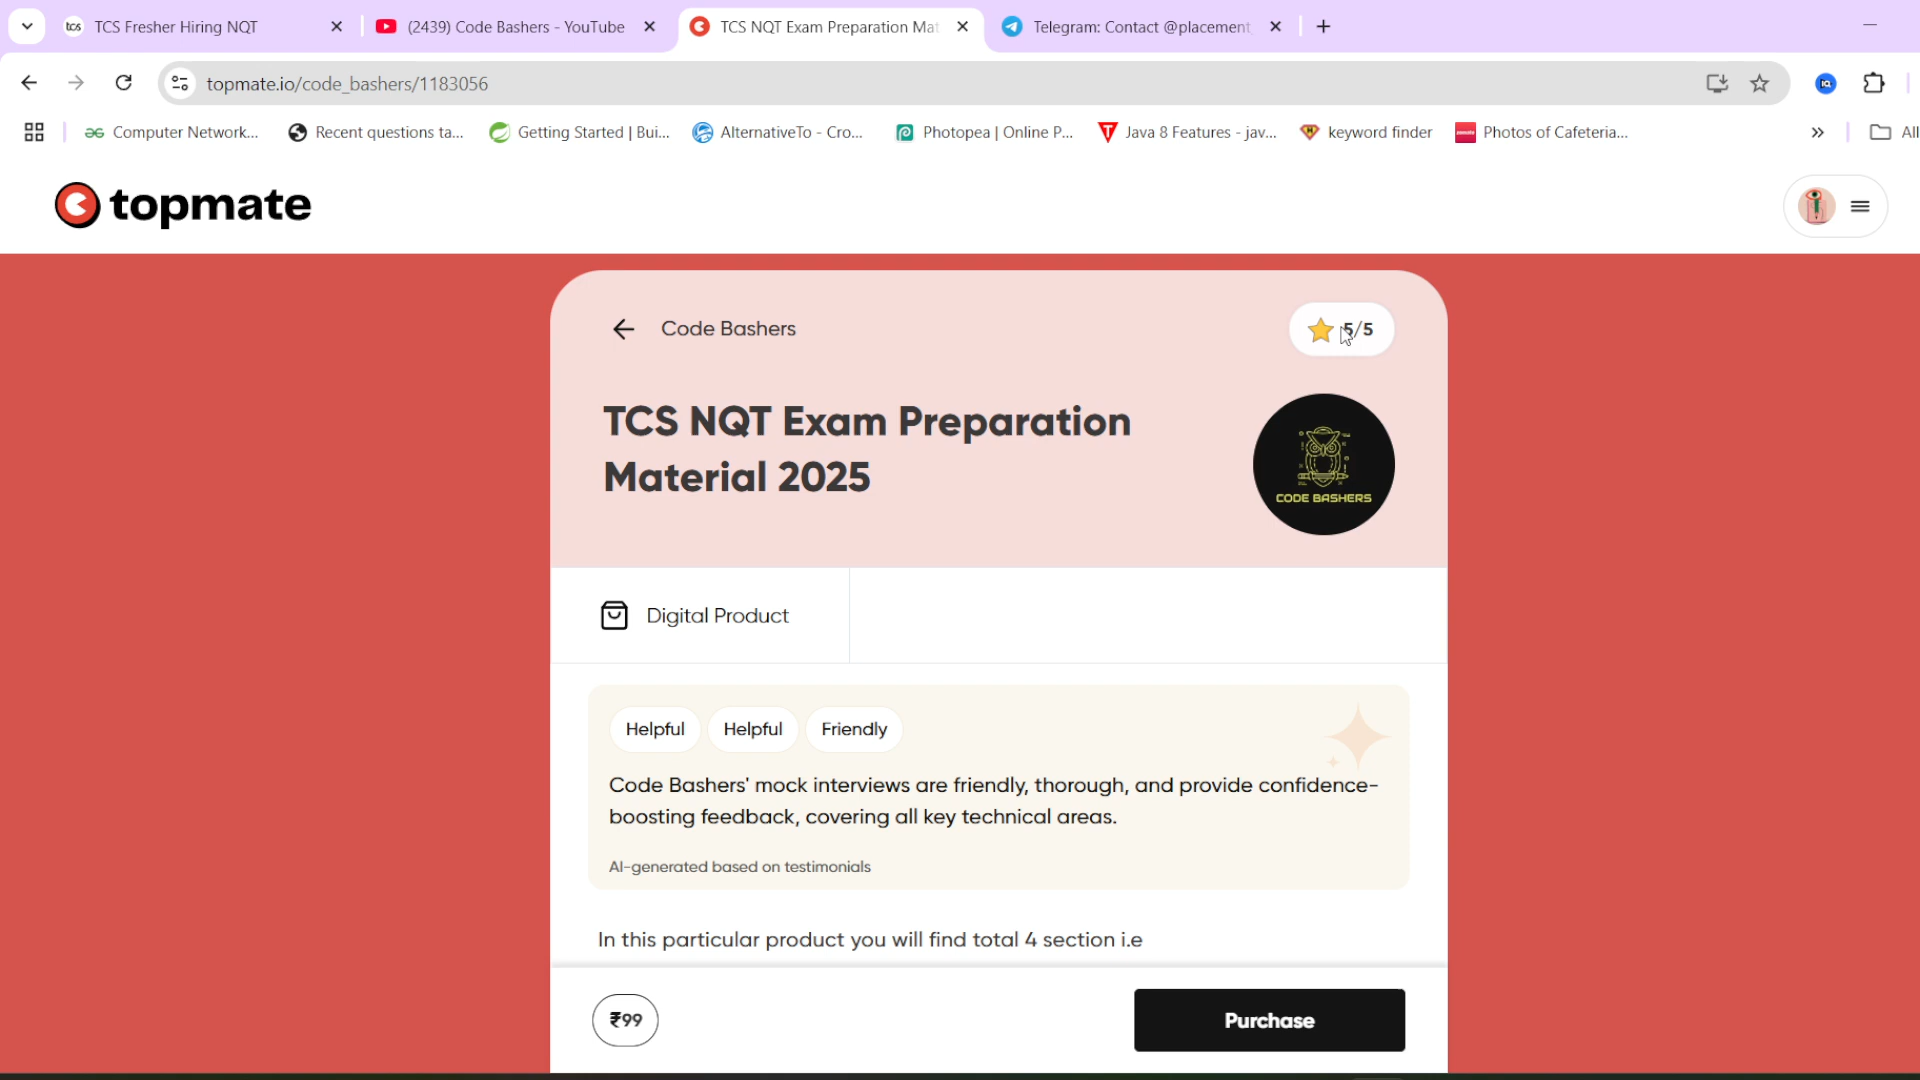 tcs TCS Fresher Hiring NQT
(2439) Code Bashers - YouTube
TCS NQT Exam Preparation Mat
Telegram: Contact @placement
topmate.io/code_bashers/1183056
Computer Network...
Recent questions ta...
Getting Started | Bui...
AlternativeTo - Cro...
Photopea | Online P...
Java 8 Features - jav...
keyword finder
Photos of Cafeteria...
All
topmate
Code Bashers
5/5
TCS NQT Exam Preparation
Material 2025
CODE BASHERS
Digital Product
Helpful
Helpful
Friendly
Code Bashers' mock interviews are friendly, thorough, and provide confidence-
boosting feedback, covering all key technical areas.
AI-generated based on testimonials
In this particular product you will find total 4 section i.e
₹99
Purchase